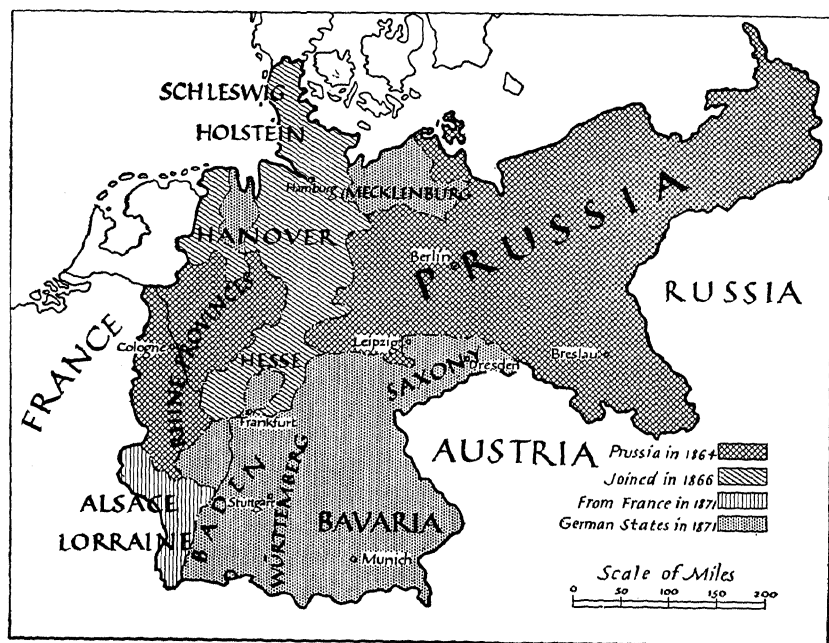 SCHLESWIG
HOLSTEIN
Hamburg
MECKLENBURG
HANOVER
PRUSSIA
Berlin
RUSSIA
FRANCE
Cologne
RHINE PROVINCE
HESSE
Leipzig
SAXONY
Dresden
Breslau
Frankfurt
AUSTRIA
ALSACE
LORRAINE
BADEN
Stuttgart
WÜRTTEMBERG
BAVARIA
Munich
Prussia in 1864
Joined in 1866
From France in 1871
German States in 1871
Scale of Miles
0 50 100 150 200